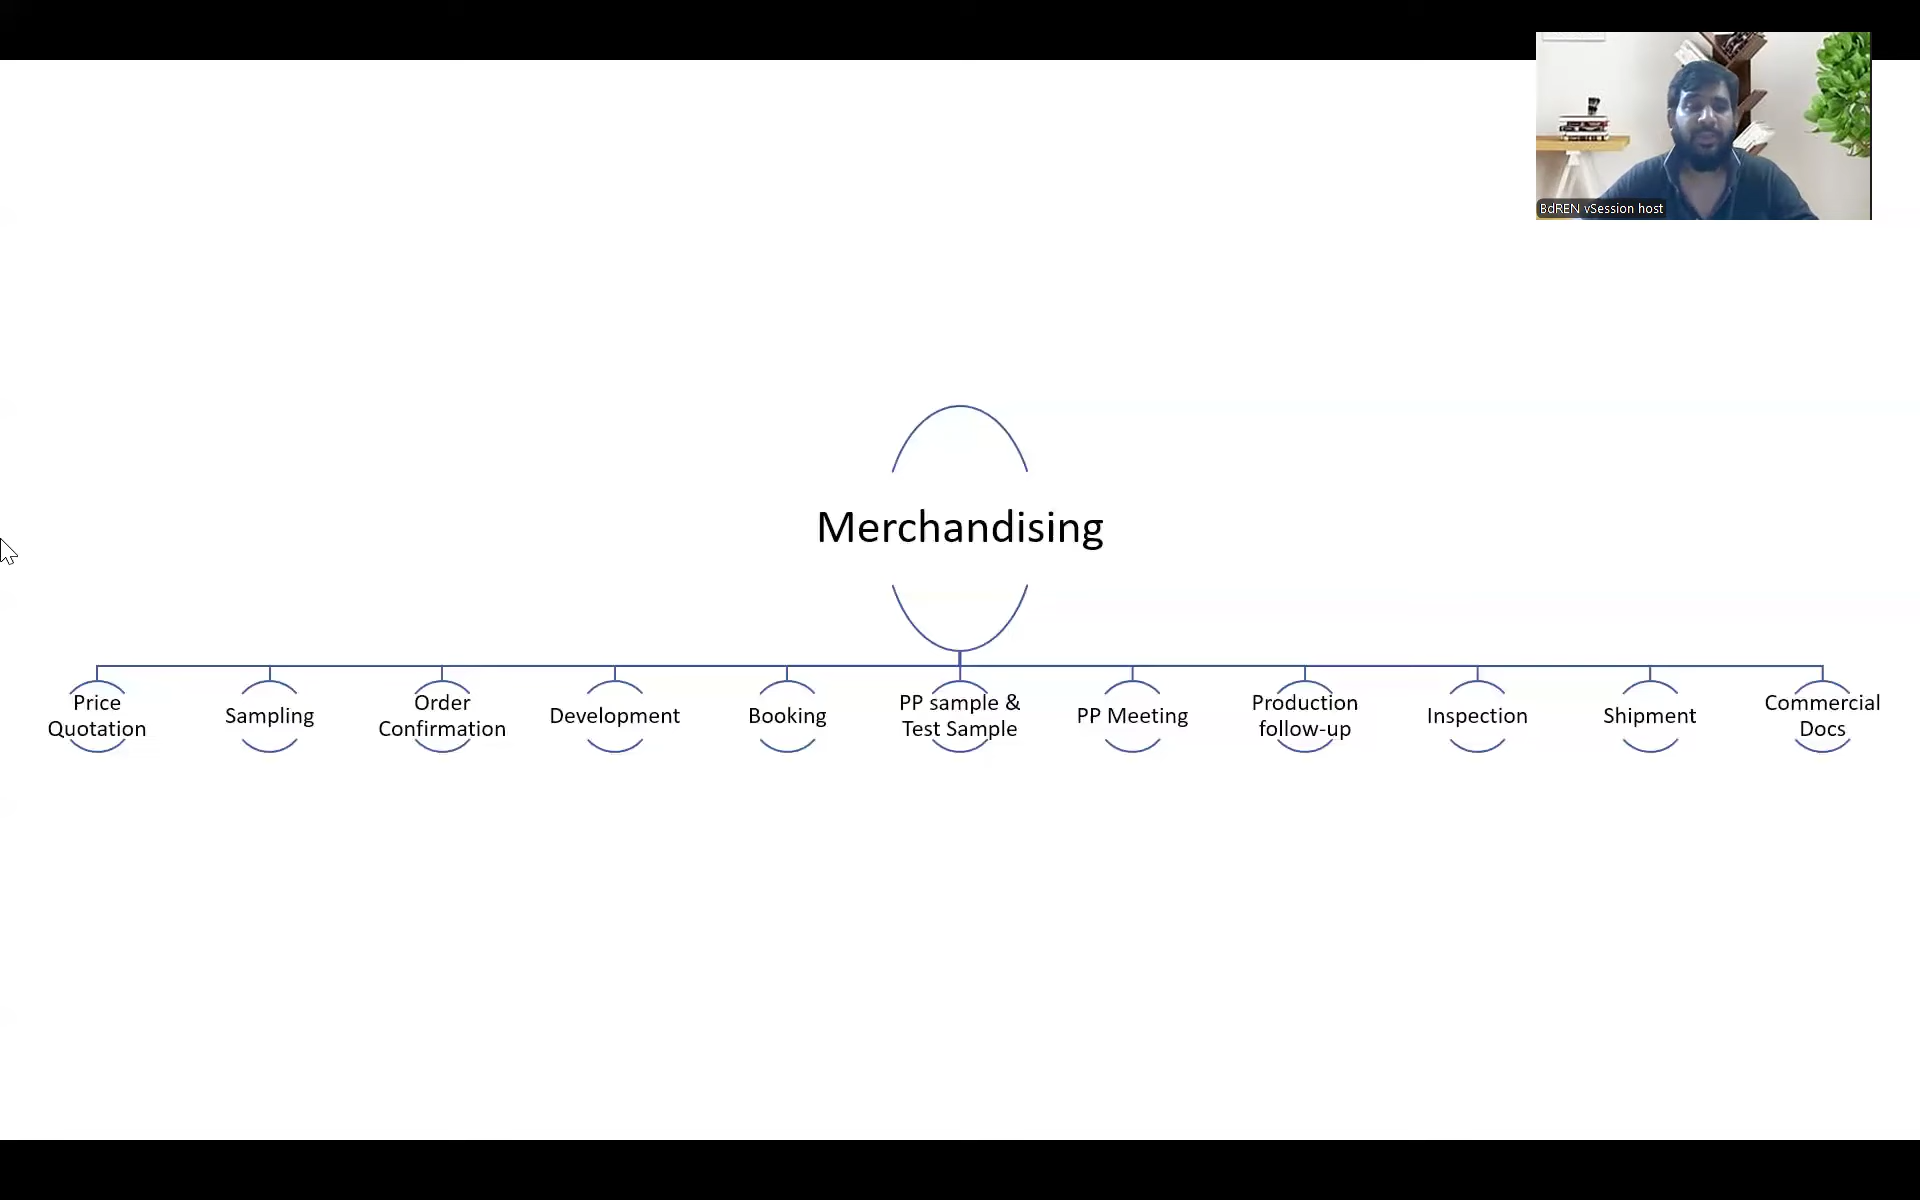 BdREN vSession host
Merchandising
Price
Quotation
Sampling
Order
Confirmation
Development
Booking
PP sample &
Test Sample
PP Meeting
Production
follow-up
Inspection
Shipment
Commercial
Docs